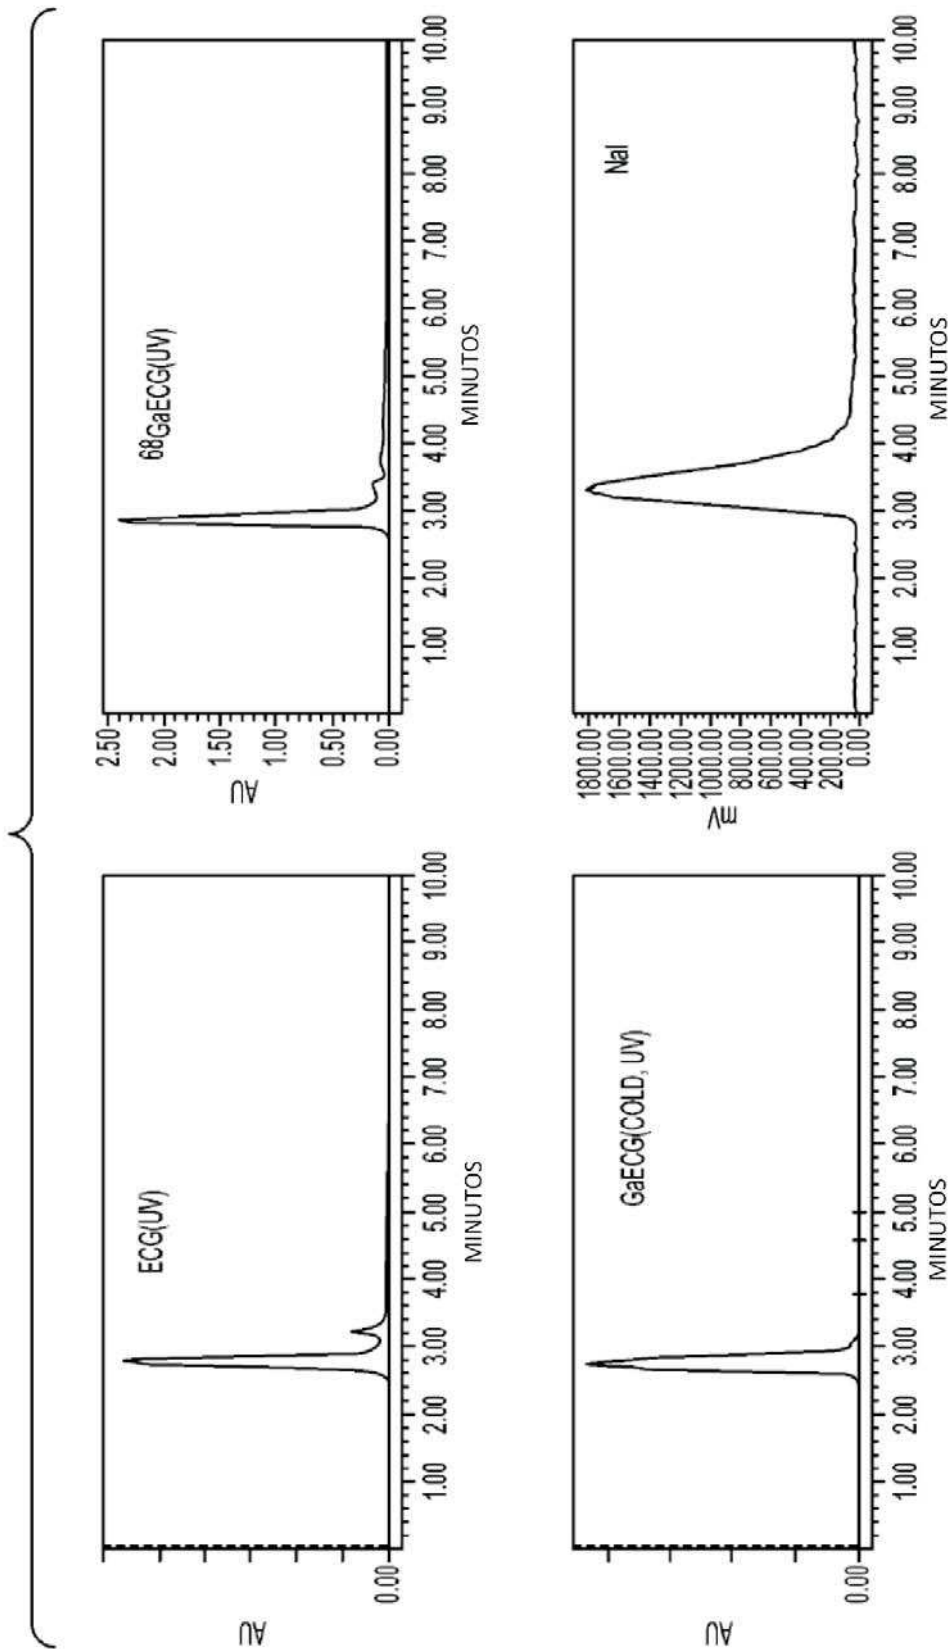 AU
ECG(UV)
0.00
1.00 2.00 3.00 4.00 5.00 6.00 7.00 8.00 9.00 10.00
MINUTOS
AU
2.50
2.00
1.50
1.00
0.50
0.00
⁶⁸GaECG(UV)
1.00 2.00 3.00 4.00 5.00 6.00 7.00 8.00 9.00 10.00
MINUTOS
AU
GaECG(COLD, UV)
0.00
1.00 2.00 3.00 4.00 5.00 6.00 7.00 8.00 9.00 10.00
MINUTOS
mV
1800.00
1600.00
1400.00
1200.00
1000.00
800.00
600.00
400.00
200.00
0.00
NaI
1.00 2.00 3.00 4.00 5.00 6.00 7.00 8.00 9.00 10.00
MINUTOS